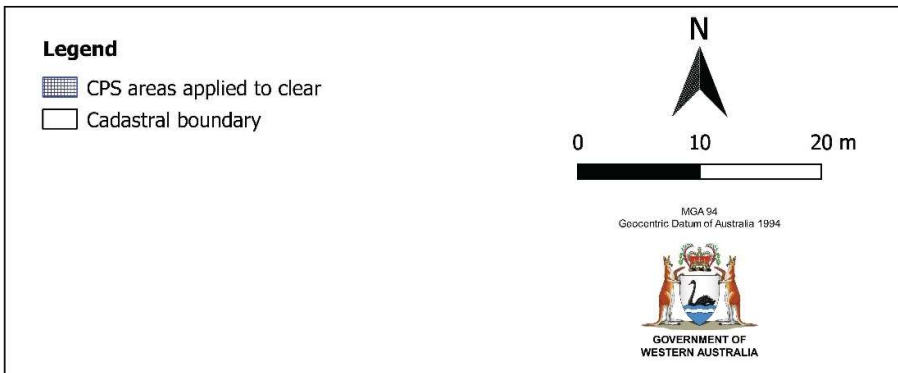 Legend
CPS areas applied to clear
Cadastral boundary
N
0 10 20 m
MGA 94
Geocentric Datum of Australia 1994
GOVERNMENT OF
WESTERN AUSTRALIA